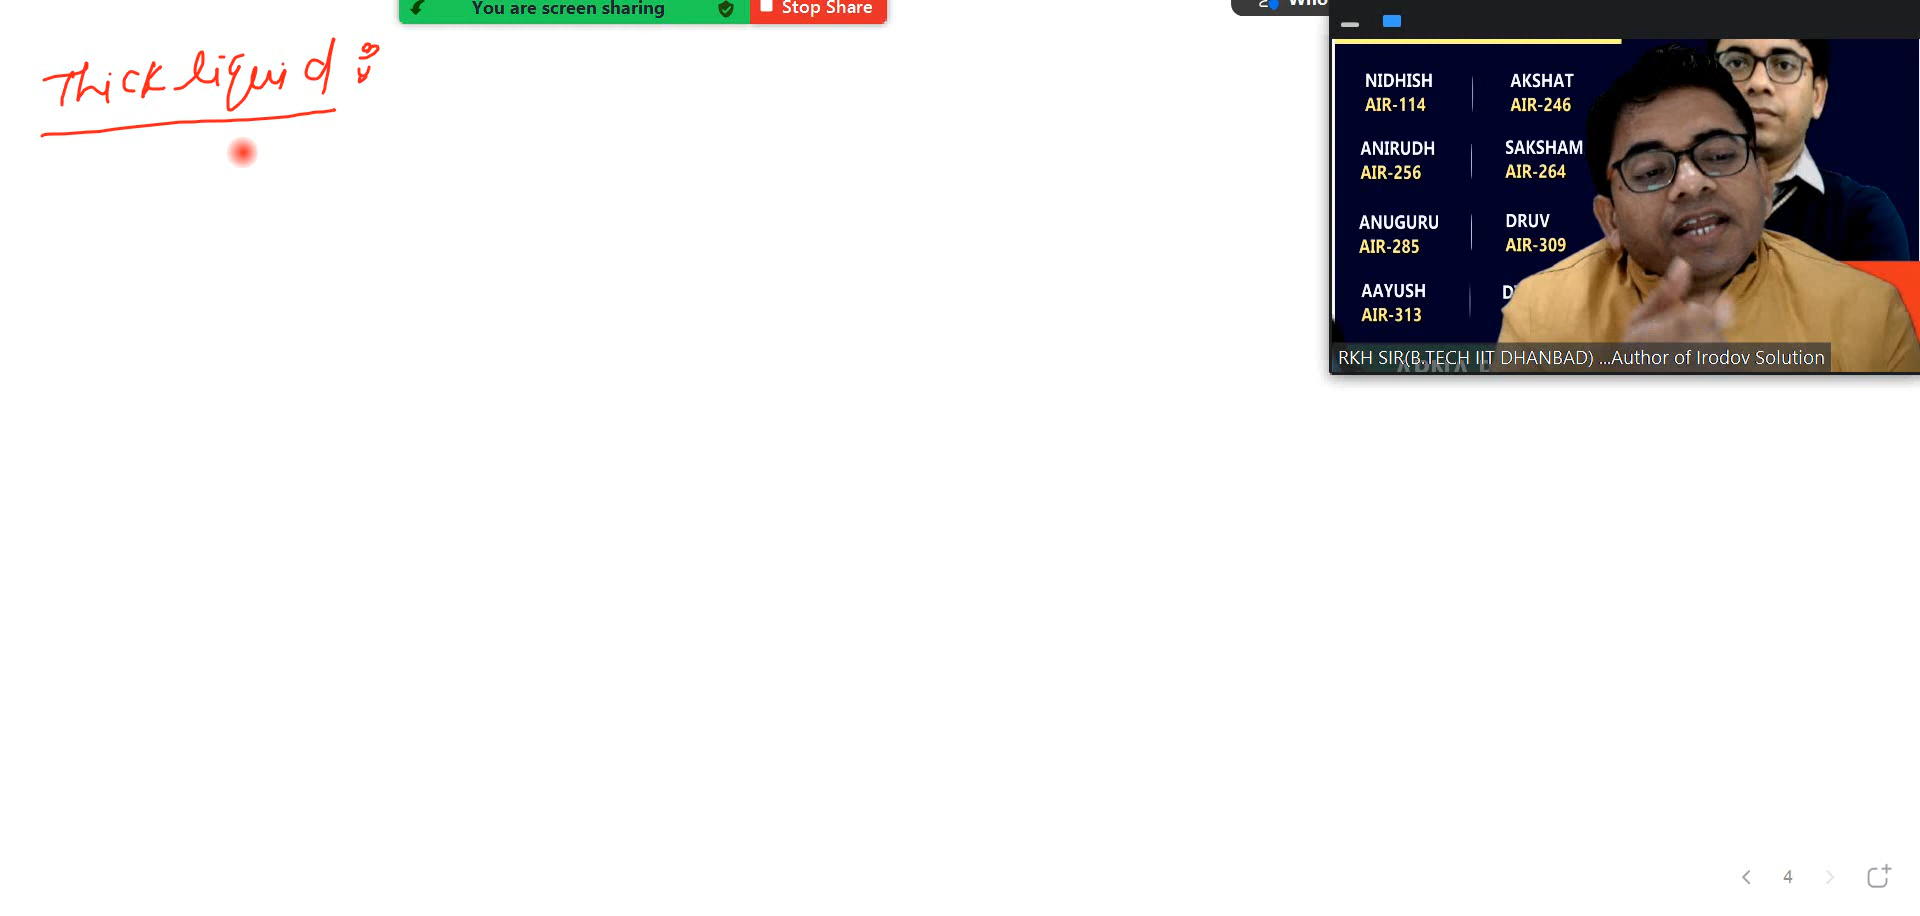 You are screen sharing
Stop Share
Thick liquid :
NIDHISH AKSHAT
AIR-114 AIR-246
ANIRUDH SAKSHAM
AIR-256 AIR-264
ANUGURU DRUV
AIR-285 AIR-309
AAYUSH
AIR-313
RKH SIR(B.TECH IIT DHANBAD) ...Author of Irodov Solution
4